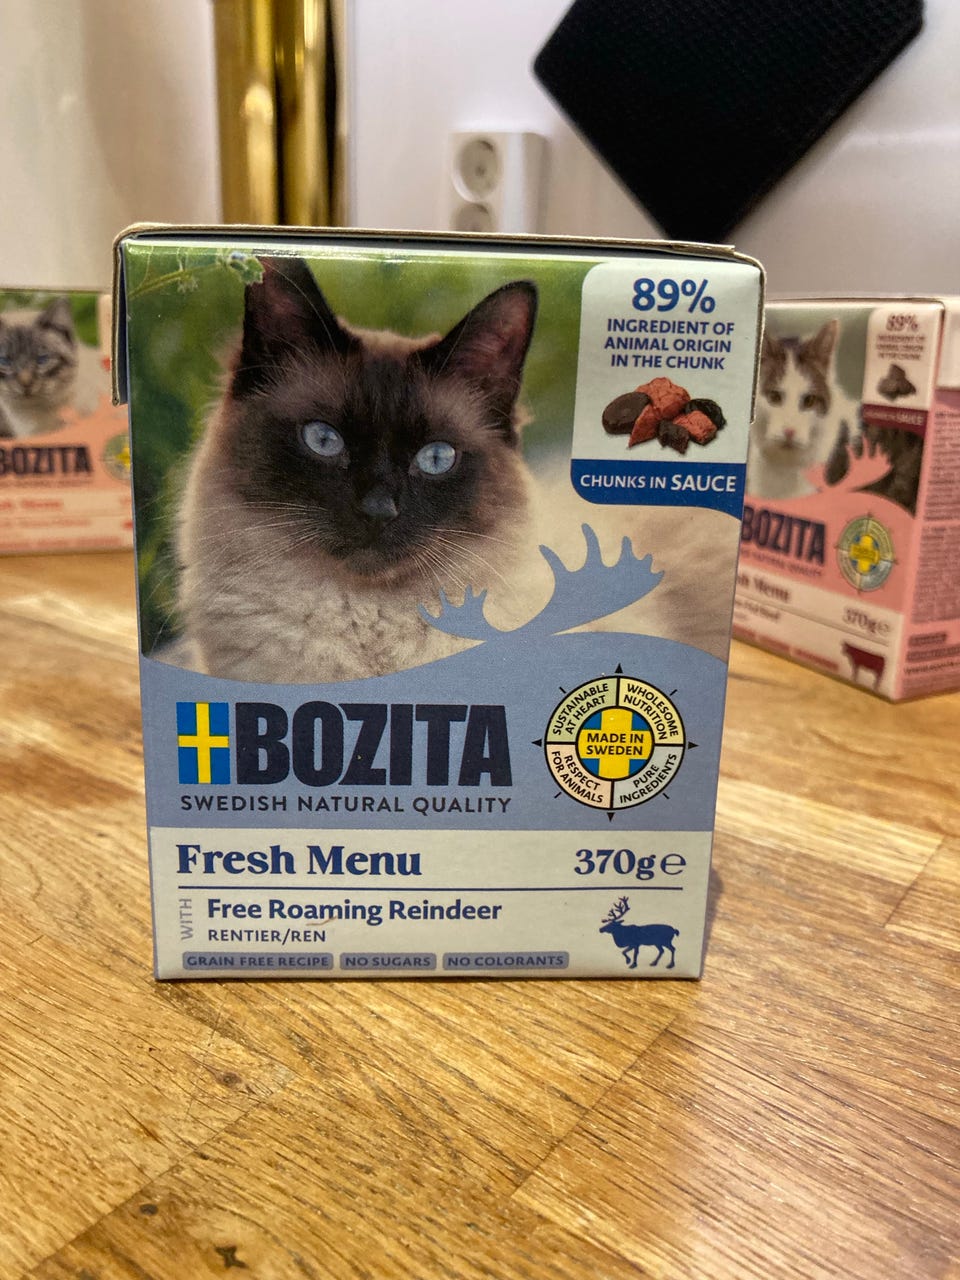 89%
INGREDIENT OF
ANIMAL ORIGIN
IN THE CHUNK
CHUNKS IN SAUCE
BOZITA
SWEDISH NATURAL QUALITY
SUSTAINABLE
AT HEART
WHOLESOME
NUTRITION
MADE IN
SWEDEN
RESPECT
FOR ANIMALS
PURE
INGREDIENTS
Fresh Menu
370g e
WITH
Free Roaming Reindeer
RENTIER/REN
GRAIN FREE RECIPE
NO SUGARS
NO COLORANTS
BOZITA
89%
BOZITA
370g e